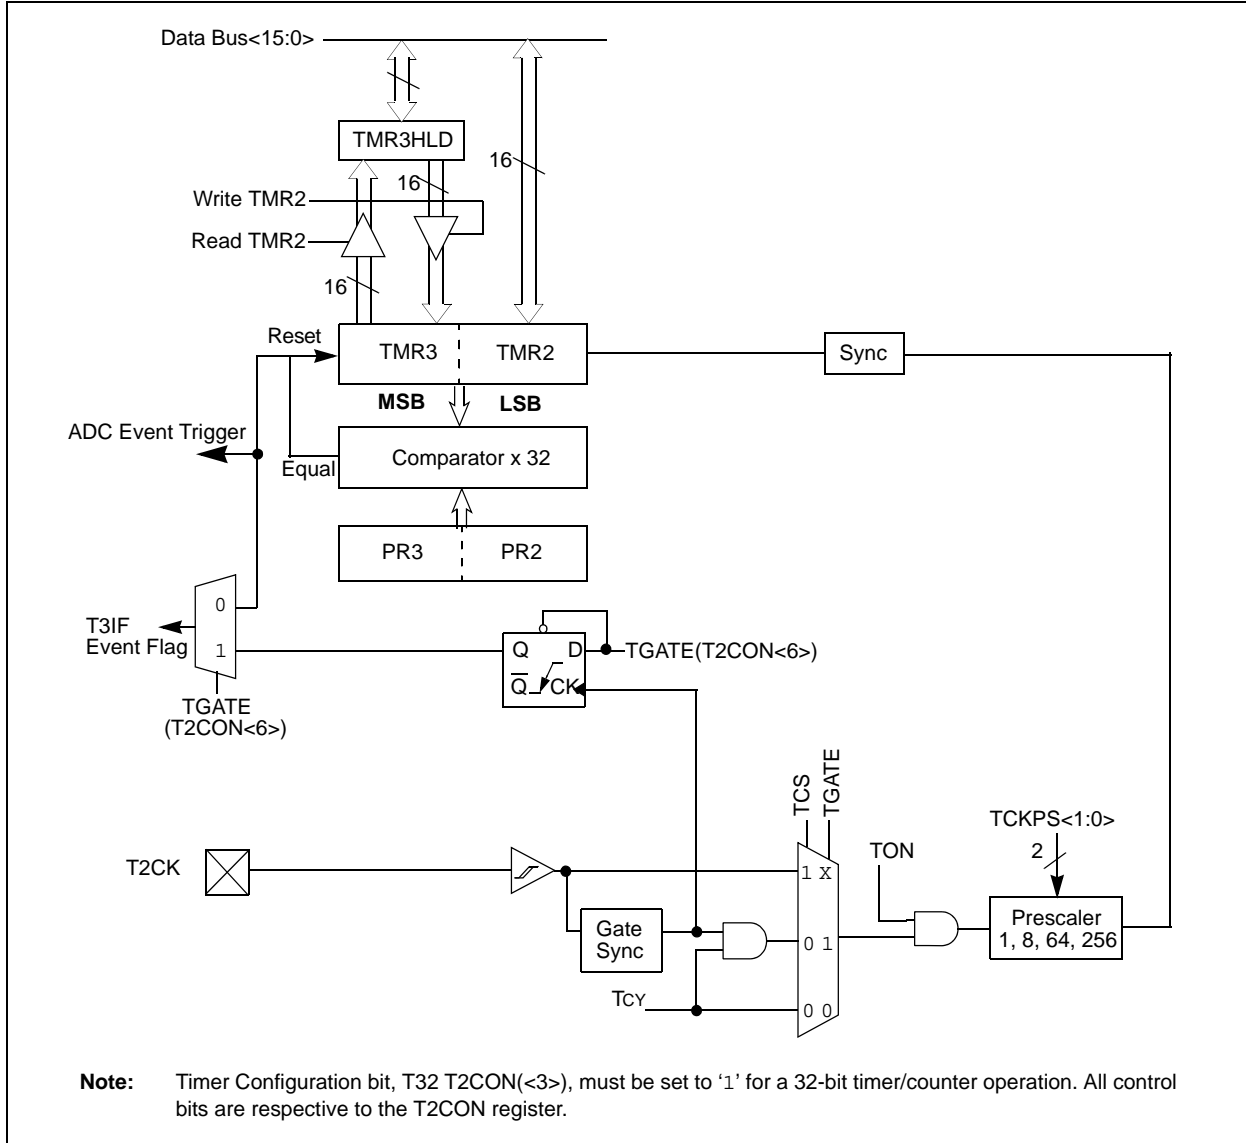 Data Bus<15:0>
TMR3HLD
16
16
Write TMR2
Read TMR2
16
Reset
TMR3
TMR2
Sync
MSB
LSB
ADC Event Trigger
Equal
Comparator x 32
PR3
PR2
0
T3IF
Event Flag
1
Q
D
TGATE(T2CON<6>)
Q
CK
TGATE
(T2CON<6>)
TCS
TGATE
TCKPS<1:0>
2
TON
T2CK
1 X
Prescaler
1, 8, 64, 256
Gate
Sync
0 1
TCY
0 0
Note: Timer Configuration bit, T32 T2CON(<3>), must be set to ‘1’ for a 32-bit timer/counter operation. All control
bits are respective to the T2CON register.